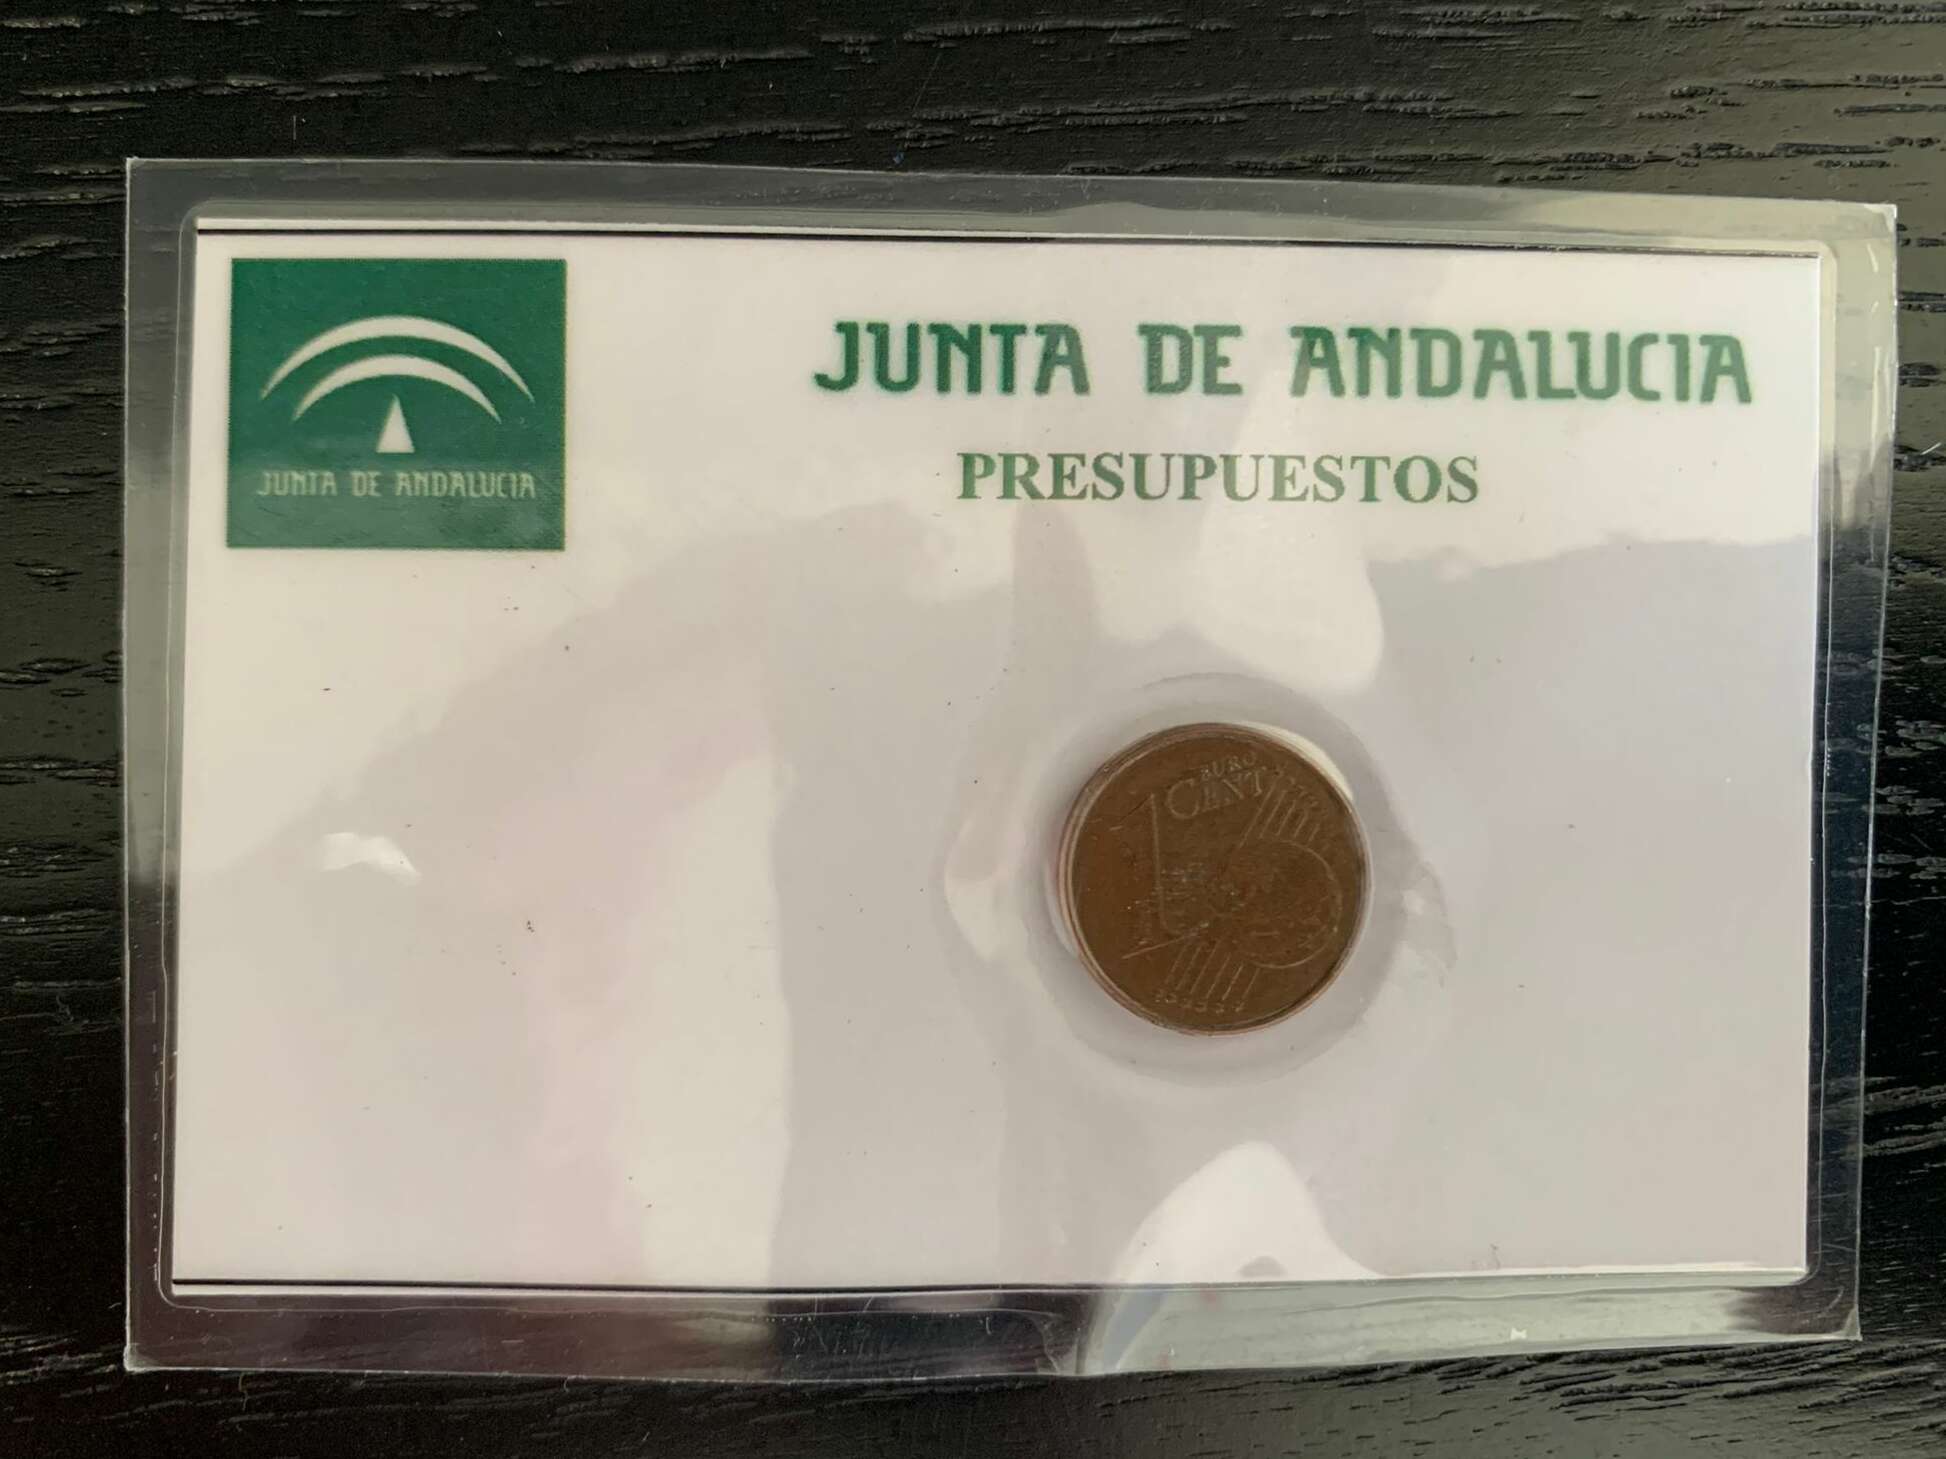 JUNTA DE ANDALUCIA
PRESUPUESTOS
JUNTA DE ANDALUCIA
1 EURO
CENT